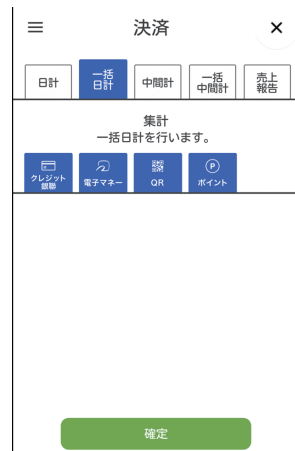 決済
日計
一括
日計
中間計
一括
中間計
売上
報告
集計
一括日計を行います。
クレジット
銀聯
電子マネー
QR
P
ポイント
確定